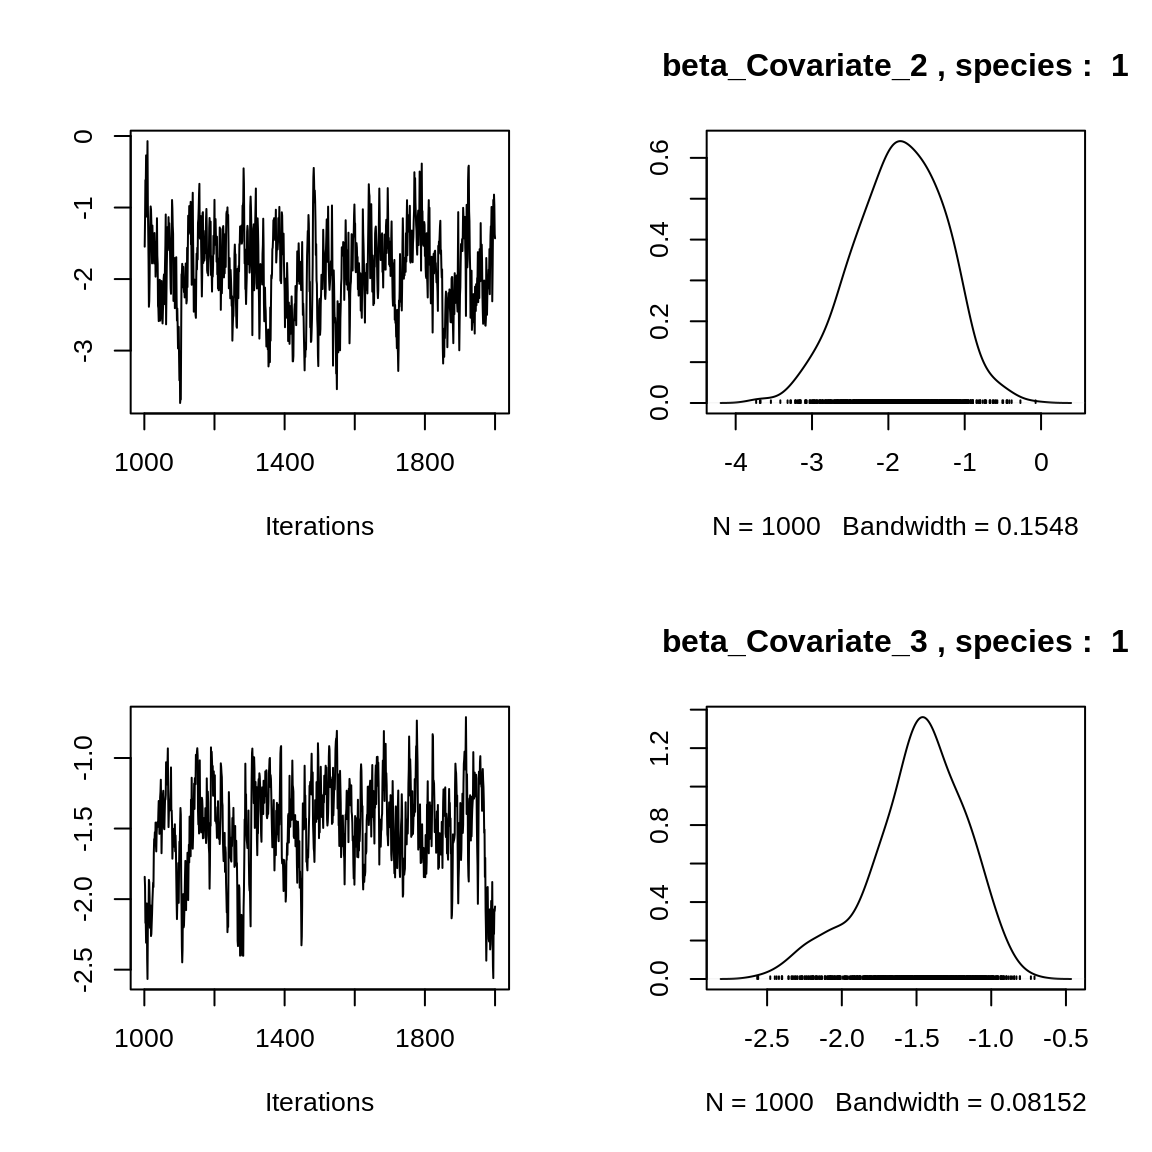 beta_Covariate_2 , species :  1
0
-1
-2
-3
1000 1400 1800
Iterations
0.6
0.4
0.2
0.0
-4 -3 -2 -1 0
N = 1000   Bandwidth = 0.1548
beta_Covariate_3 , species :  1
-1.0
-1.5
-2.0
-2.5
1000 1400 1800
Iterations
1.2
0.8
0.4
0.0
-2.5 -2.0 -1.5 -1.0 -0.5
N = 1000   Bandwidth = 0.08152